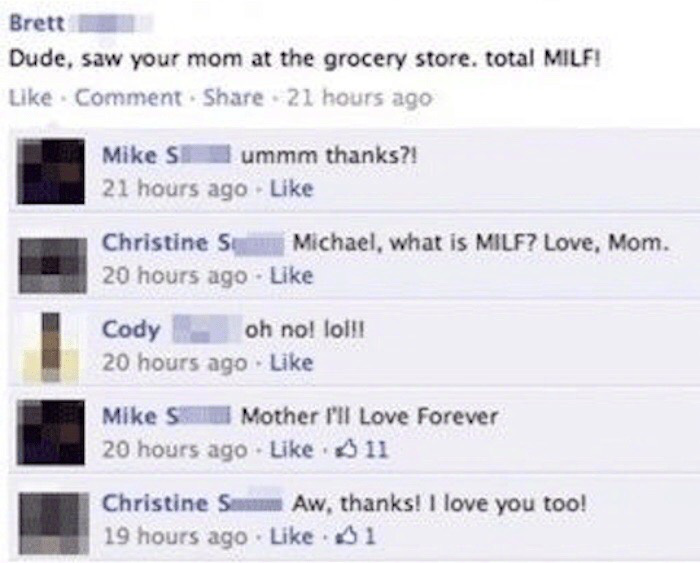 Brett
Dude, saw your mom at the grocery store. total MILF!
Like · Comment · Share · 21 hours ago
Mike S ummm thanks?!
21 hours ago · Like
Christine S Michael, what is MILF? Love, Mom.
20 hours ago · Like
Cody oh no! lol!!
20 hours ago · Like
Mike S Mother I'll Love Forever
20 hours ago · Like · 11
Christine S Aw, thanks! I love you too!
19 hours ago · Like · 1